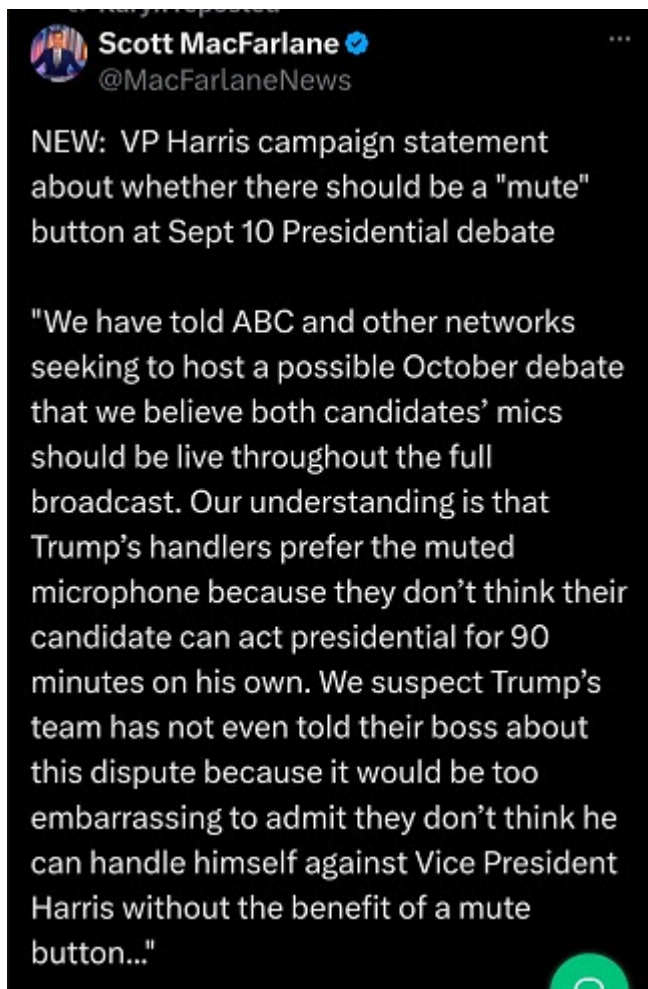 reposted
Scott MacFarlane
@MacFarlaneNews
NEW:  VP Harris campaign statement
about whether there should be a "mute"
button at Sept 10 Presidential debate
"We have told ABC and other networks
seeking to host a possible October debate
that we believe both candidates’ mics
should be live throughout the full
broadcast. Our understanding is that
Trump’s handlers prefer the muted
microphone because they don’t think their
candidate can act presidential for 90
minutes on his own. We suspect Trump’s
team has not even told their boss about
this dispute because it would be too
embarrassing to admit they don’t think he
can handle himself against Vice President
Harris without the benefit of a mute
button..."